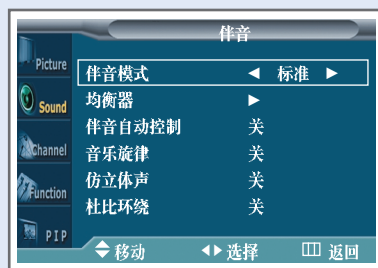 伴音
Picture
Sound
Channel
Function
PIP
伴音模式 ◀ 标准 ▶
均衡器 ▶
伴音自动控制 关
音乐旋律 关
仿立体声 关
杜比环绕 关
移动 选择 返回